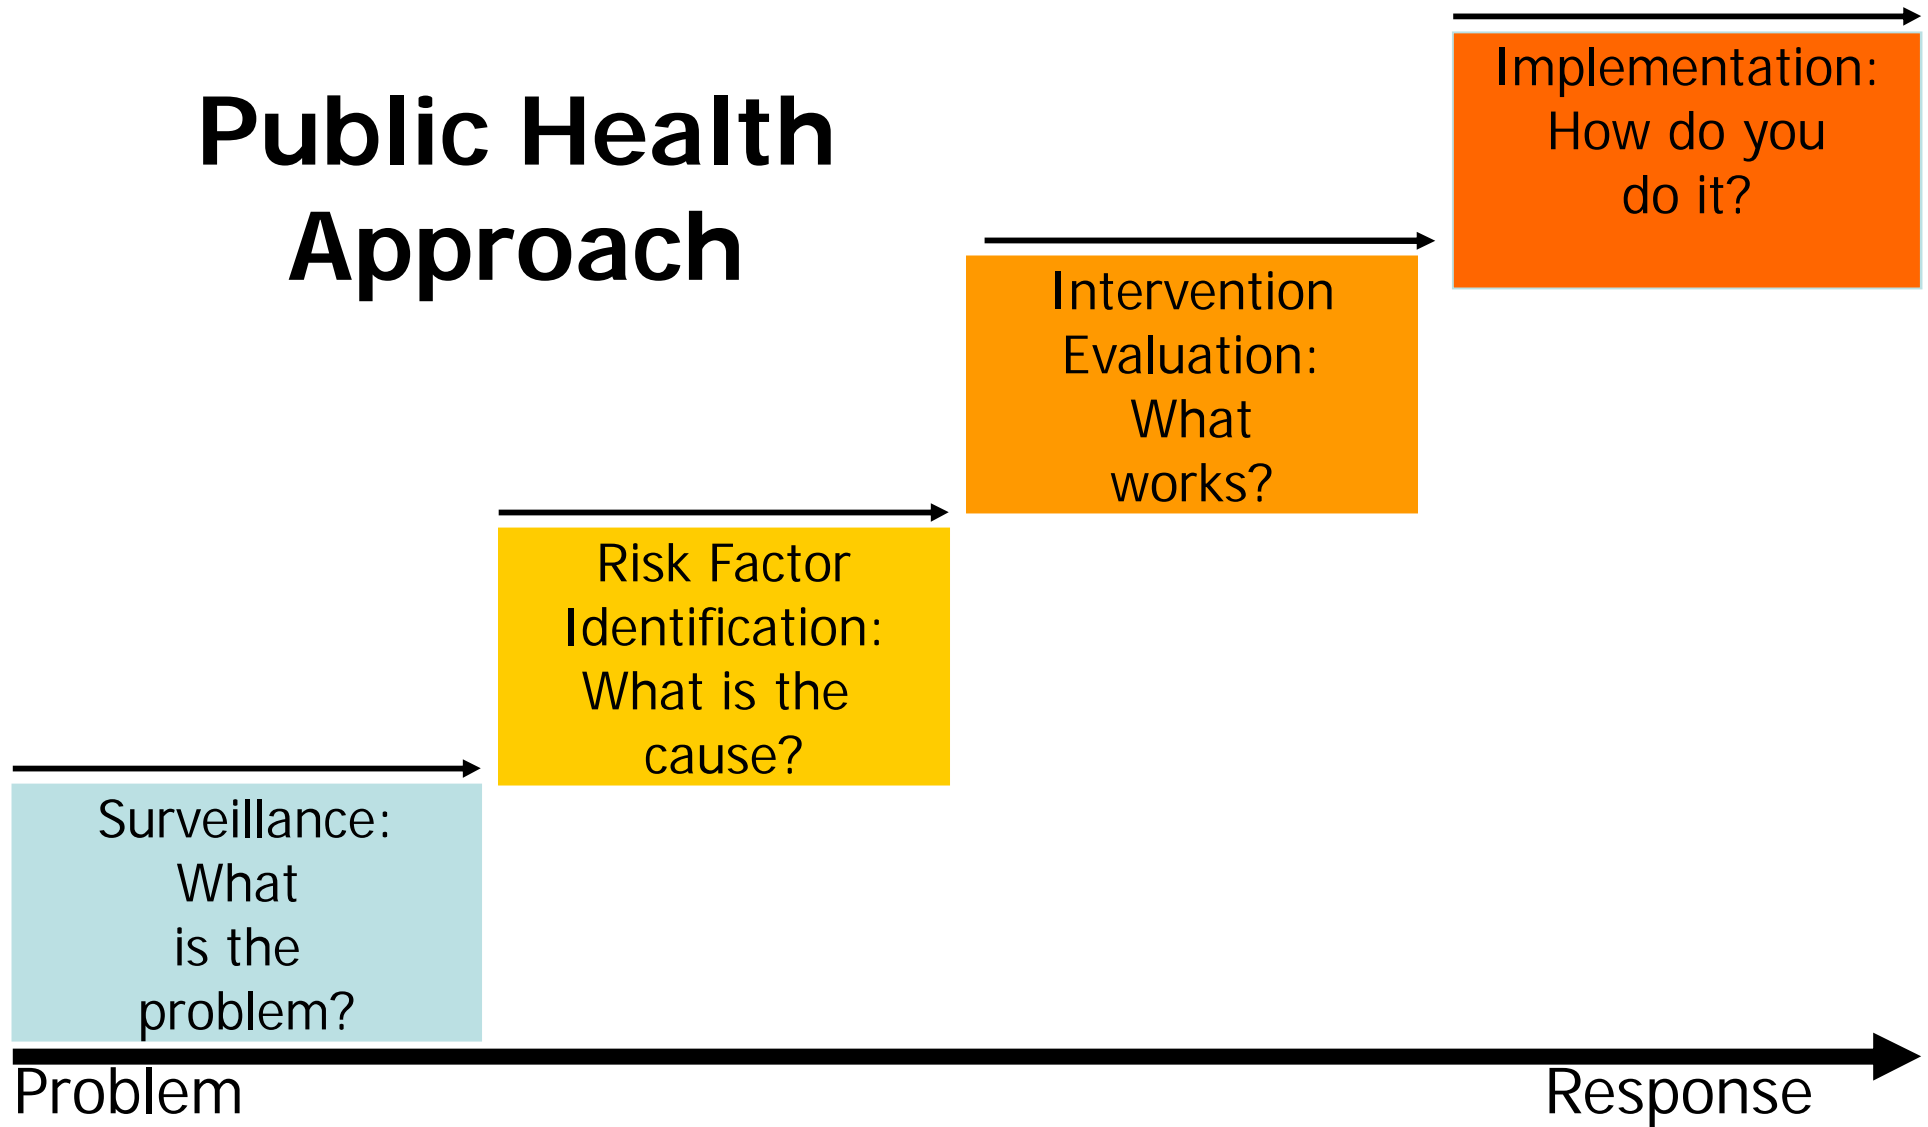 Public Health
Approach
Surveillance:
What
is the
problem?
Risk Factor
Identification:
What is the
cause?
Intervention
Evaluation:
What
works?
Implementation:
How do you
do it?
Problem
Response